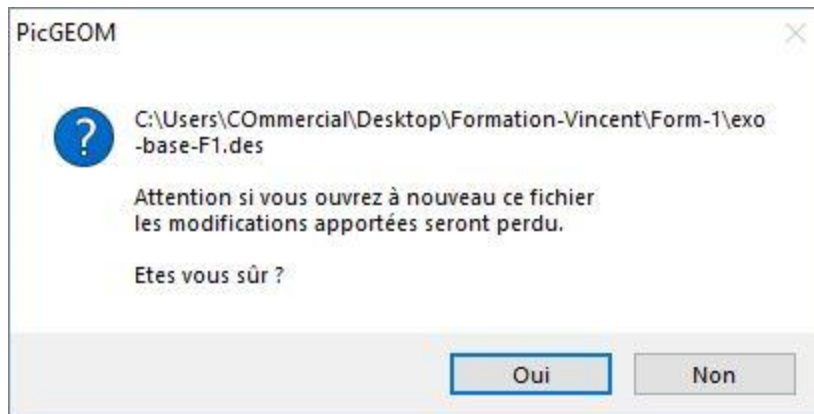 PicGEOM
C:\Users\COmmercial\Desktop\Formation-Vincent\Form-1\exo
-base-F1.des
Attention si vous ouvrez à nouveau ce fichier
les modifications apportées seront perdu.
Etes vous sûr ?
Oui
Non